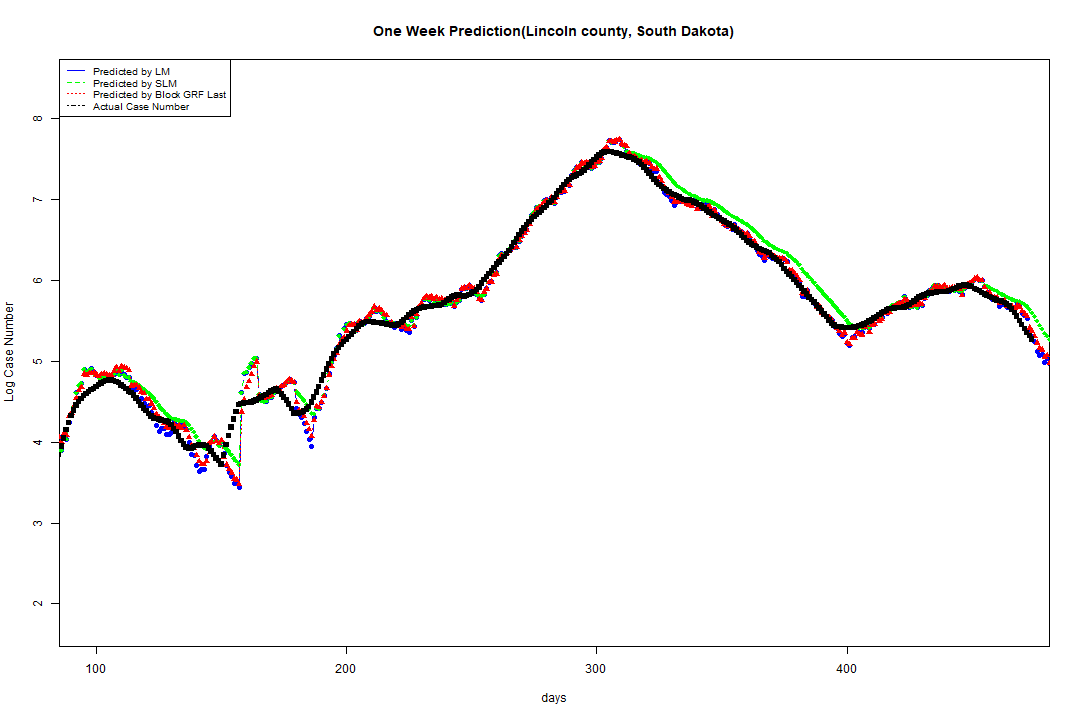 One Week Prediction(Lincoln county, South Dakota)
Predicted by LM
Predicted by SLM
Predicted by Block GRF Last
Actual Case Number
Log Case Number
8
7
6
5
4
3
2
100 200 300 400
days